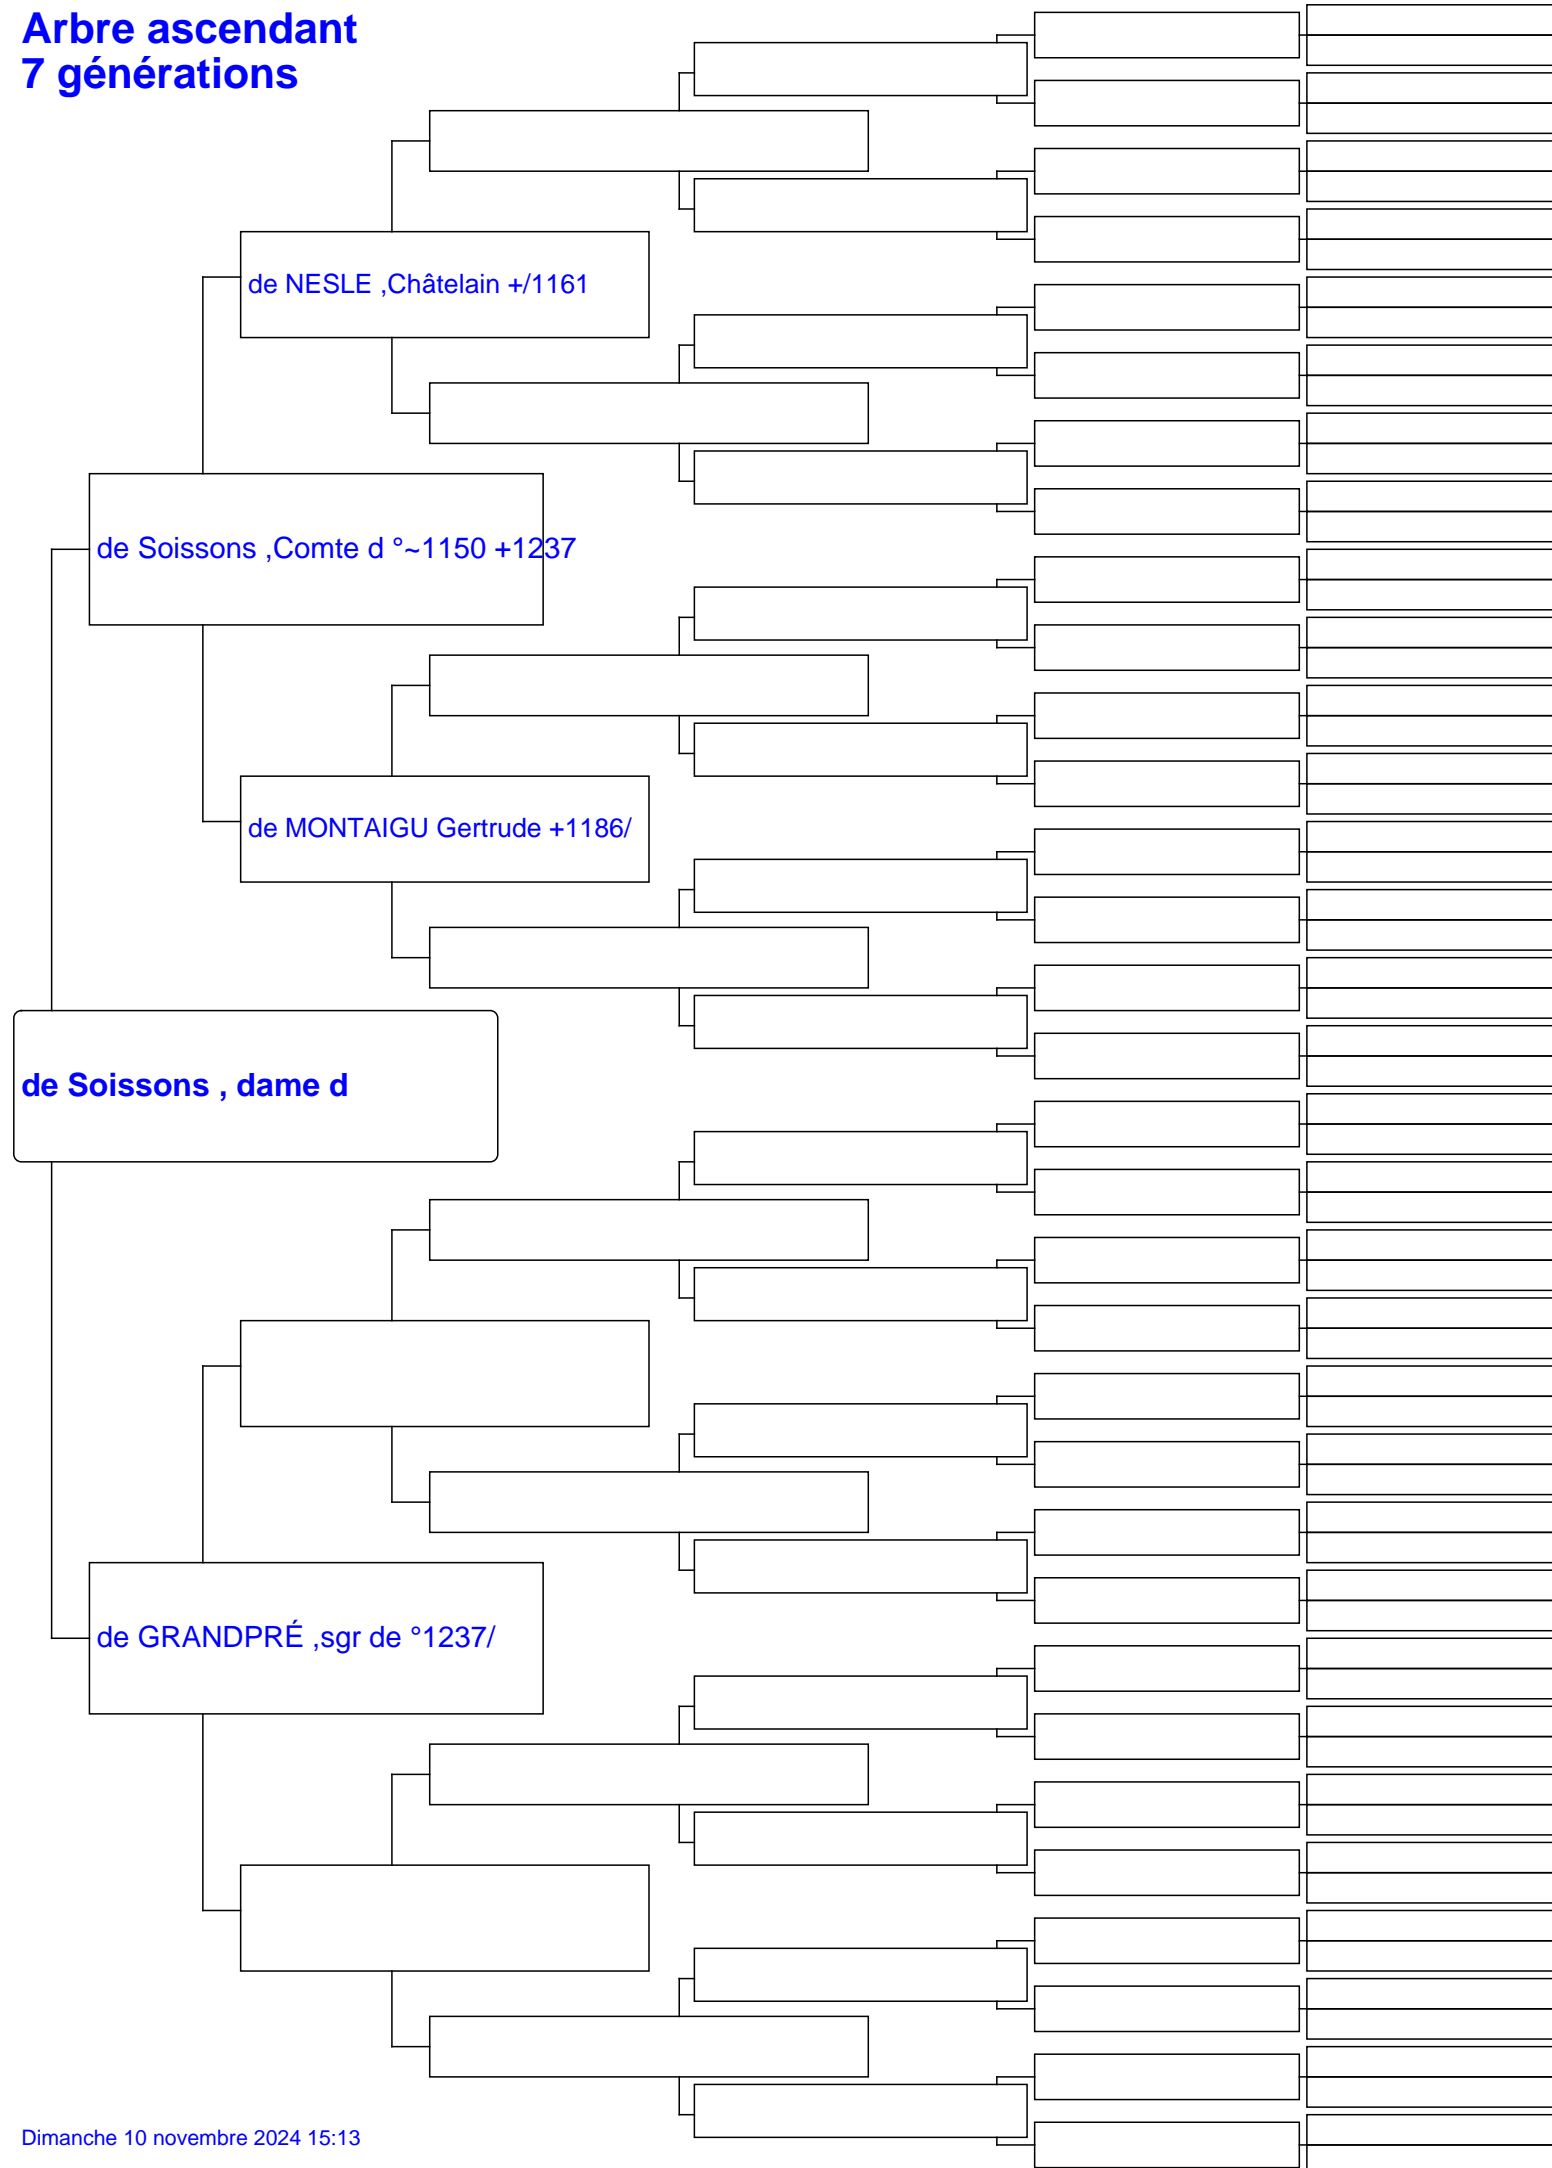 Arbre ascendant
7 générations
de NESLE ,Châtelain +/1161
de Soissons ,Comte d °~1150 +1237
de MONTAIGU Gertrude +1186/
de Soissons , dame d
de GRANDPRÉ ,sgr de °1237/
Dimanche 10 novembre 2024 15:13